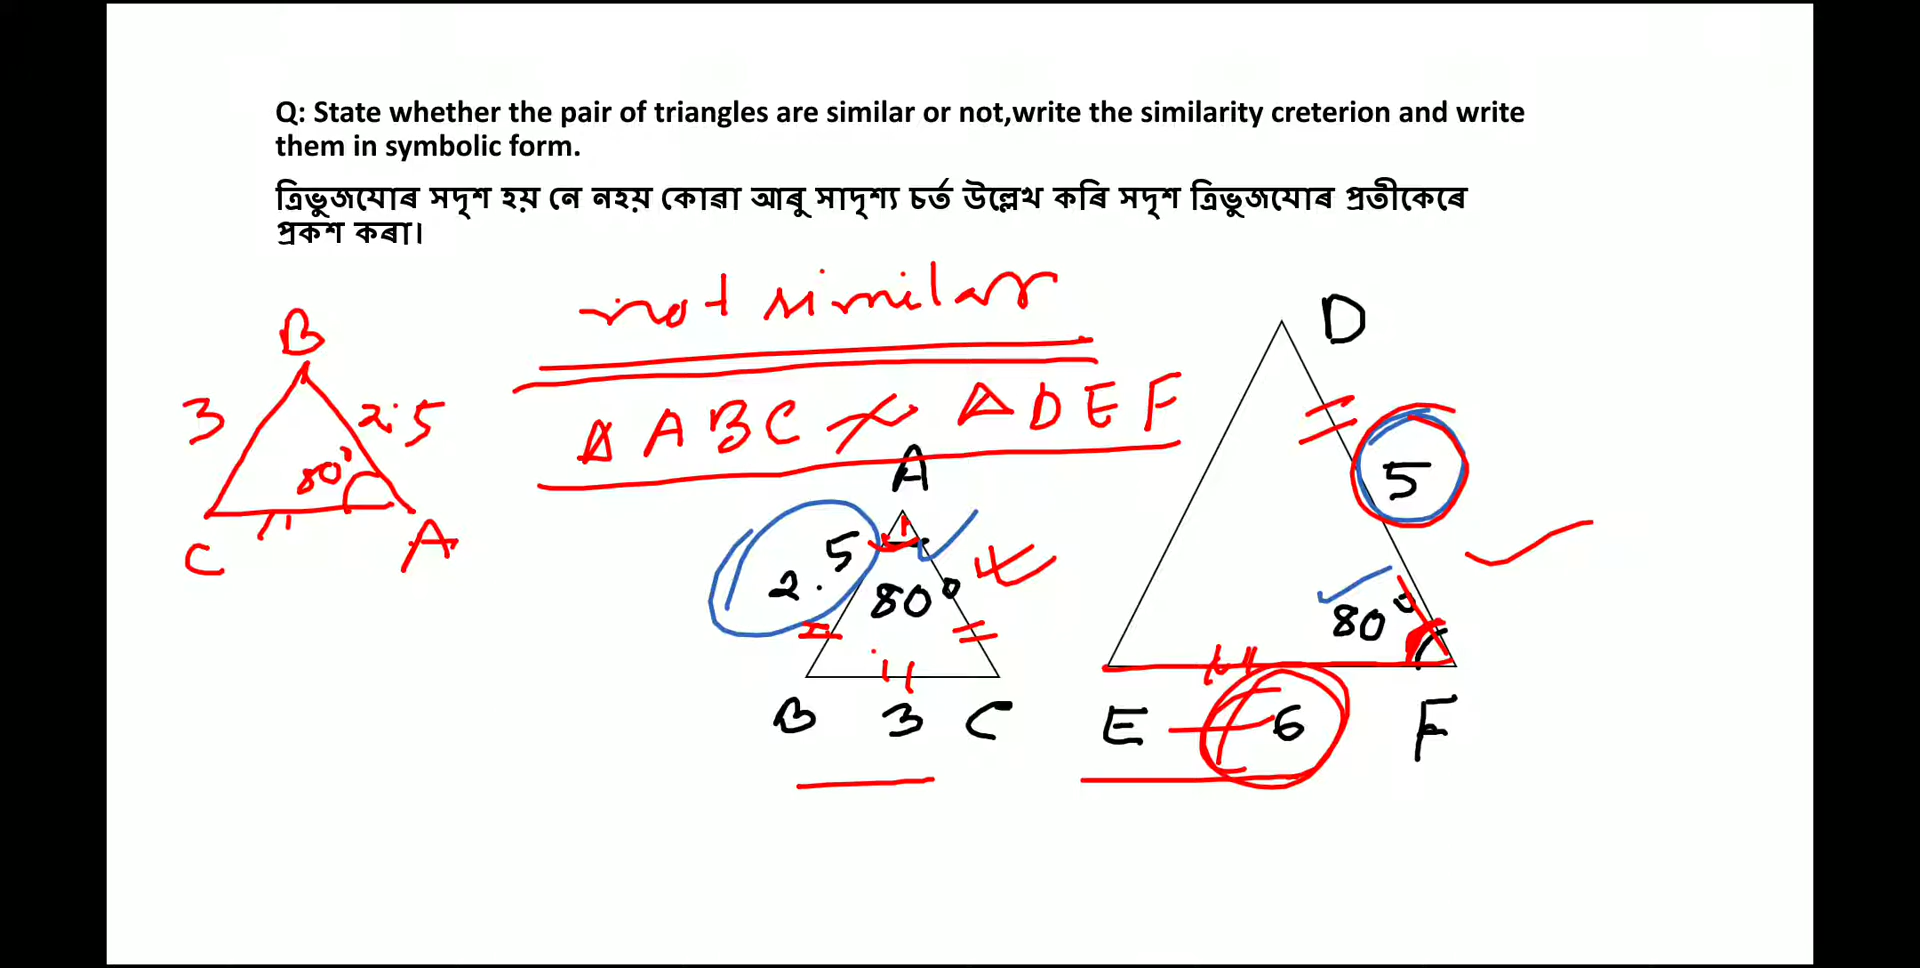 Q: State whether the pair of triangles are similar or not,write the similarity creterion and write
them in symbolic form.
ত্ৰিভুজযোৰ সদৃশ হয় নে নহয় কোৱা আৰু সাদৃশ্য চৰ্ত উল্লেখ কৰি সদৃশ ত্ৰিভুজযোৰ প্ৰতীকেৰে
প্ৰকশ কৰা।
not similar
Δ ABC ≁ Δ DEF
B
3
2.5
80°
C
A
A
2.5
80°
B
3
C
D
5
80°
E
6
F